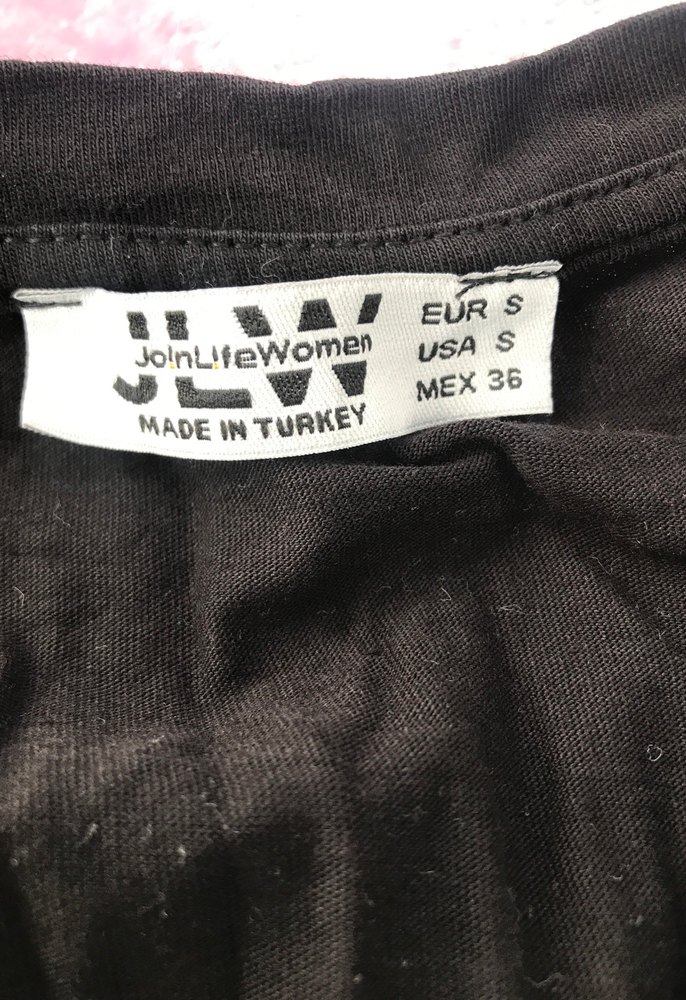 JLW
JoinLifeWomen
MADE IN TURKEY
EUR S
USA S
MEX 36